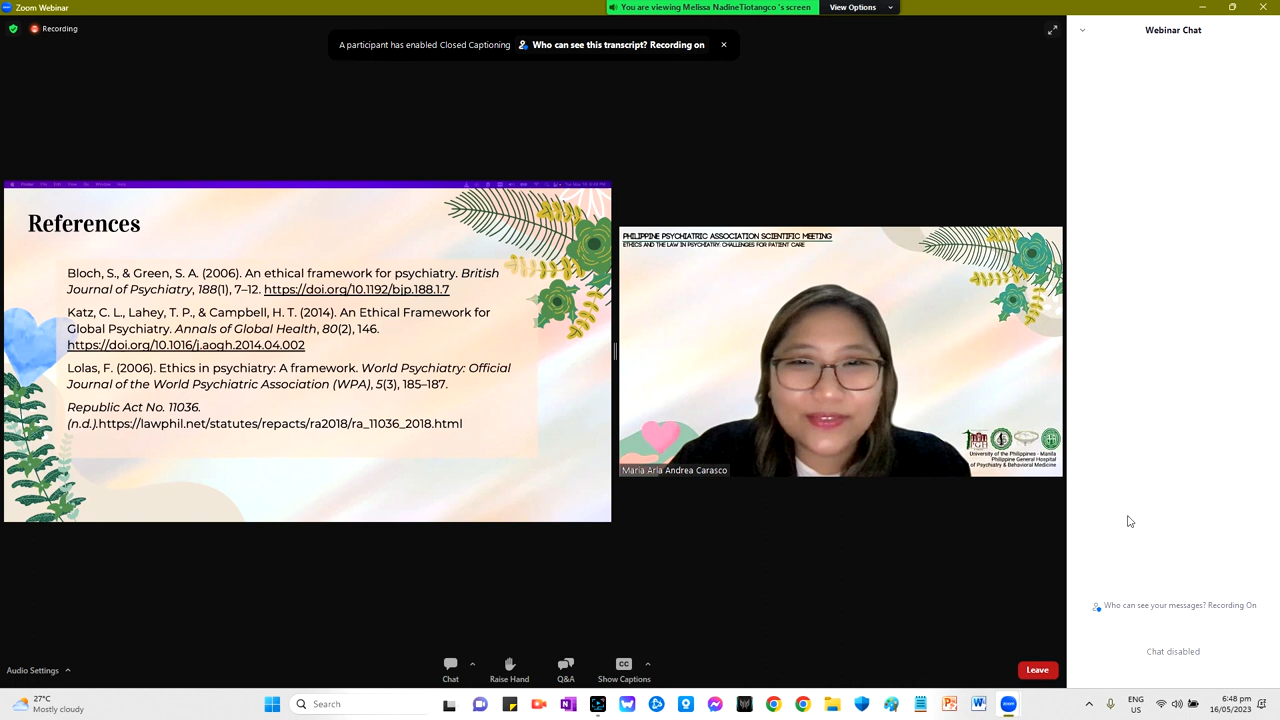 Zoom Webinar
You are viewing Melissa NadineTiotangco 's screen
View Options
Recording
A participant has enabled Closed Captioning
Who can see this transcript? Recording on
Webinar Chat
References
Bloch, S., & Green, S. A. (2006). An ethical framework for psychiatry. British
Journal of Psychiatry, 188(1), 7–12. https://doi.org/10.1192/bjp.188.1.7
Katz, C. L., Lahey, T. P., & Campbell, H. T. (2014). An Ethical Framework for
Global Psychiatry. Annals of Global Health, 80(2), 146.
https://doi.org/10.1016/j.aogh.2014.04.002
Lolas, F. (2006). Ethics in psychiatry: A framework. World Psychiatry: Official
Journal of the World Psychiatric Association (WPA), 5(3), 185–187.
Republic Act No. 11036.
(n.d.).https://lawphil.net/statutes/repacts/ra2018/ra_11036_2018.html
PHILIPPINE PSYCHIATRIC ASSOCIATION SCIENTIFIC MEETING
ETHICS AND THE LAW IN PSYCHIATRY: CHALLENGES FOR PATIENT CARE
University of the Philippines - Manila
Philippine General Hospital
of Psychiatry & Behavioral Medicine
Maria Arla Andrea Carasco
Who can see your messages? Recording On
Chat disabled
Audio Settings
Chat
Raise Hand
Q&A
CC
Show Captions
Leave
27°C
Mostly cloudy
Search
ENG
US
6:48 pm
16/05/2023